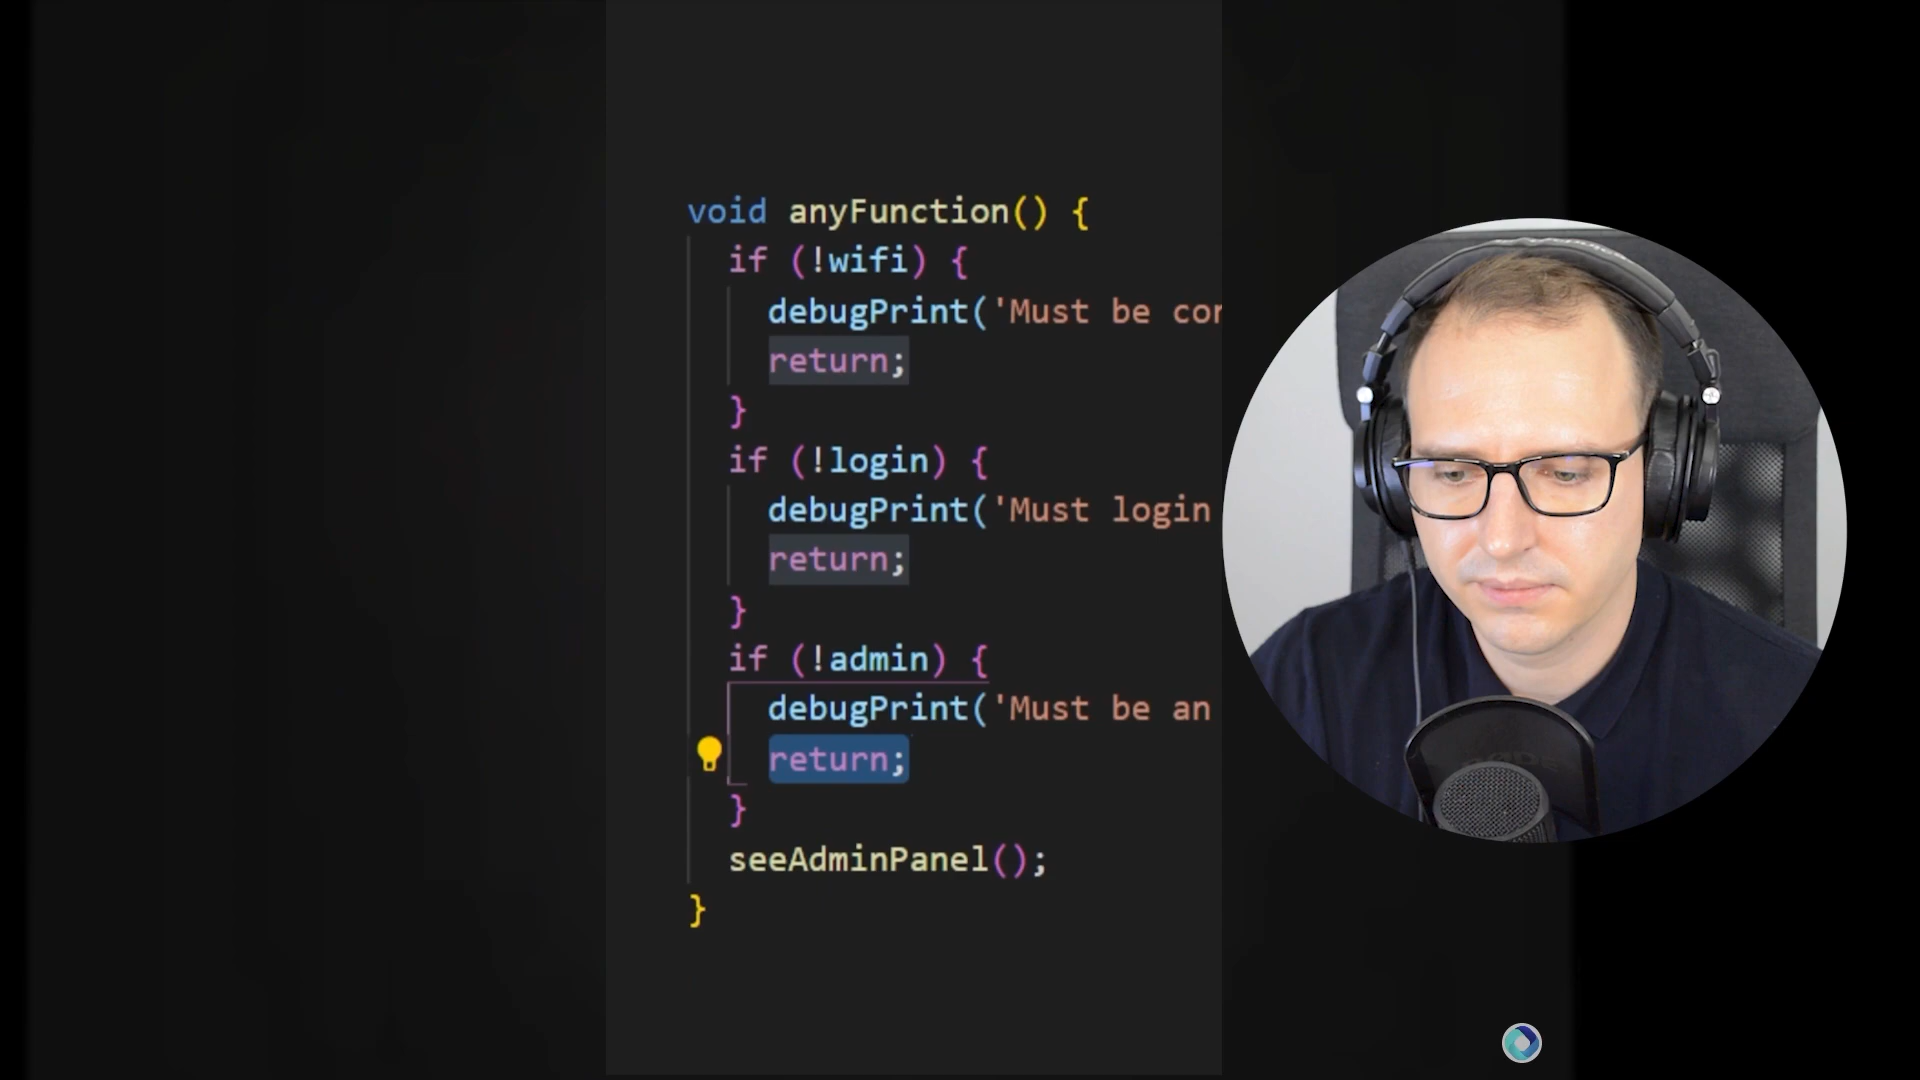 void anyFunction() {
if (!wifi) {
debugPrint('Must be
return;
}
if (!login) {
debugPrint('Must login
return;
}
if (!admin) {
debugPrint('Must be an
return;
}
seeAdminPanel();
}